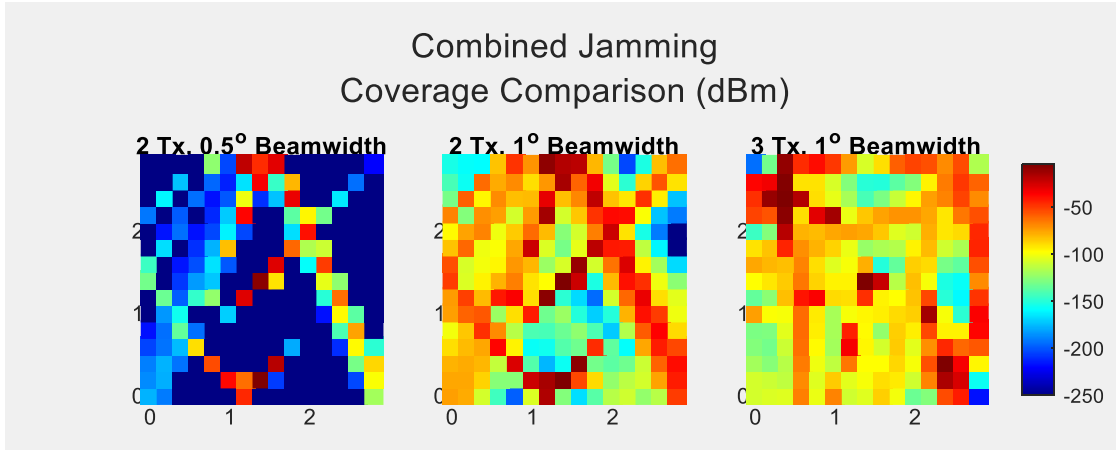 Combined Jamming
Coverage Comparison (dBm)
2 Tx, 0.5° Beamwidth
2 Tx, 1° Beamwidth
3 Tx, 1° Beamwidth
2
1
0
0 1 2
2
1
0
0 1 2
2
1
0
0 1 2
-50
-100
-150
-200
-250